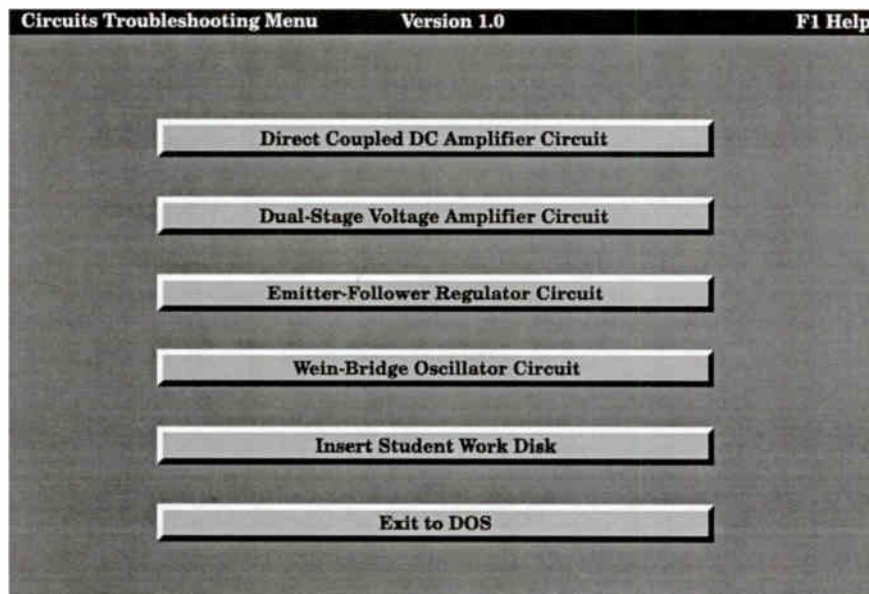 Circuits Troubleshooting Menu Version 1.0 F1 Help
Direct Coupled DC Amplifier Circuit
Dual-Stage Voltage Amplifier Circuit
Emitter-Follower Regulator Circuit
Wein-Bridge Oscillator Circuit
Insert Student Work Disk
Exit to DOS